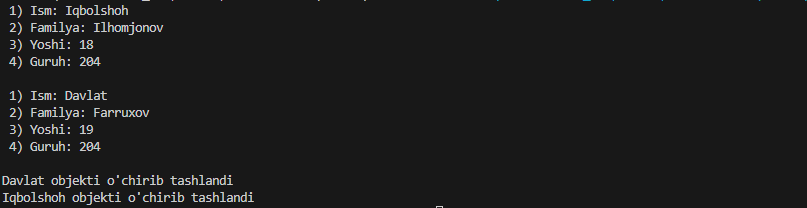 1) Ism: Iqbolshoh
2) Familya: Ilhomjonov
3) Yoshi: 18
4) Guruh: 204
1) Ism: Davlat
2) Familya: Farruxov
3) Yoshi: 19
4) Guruh: 204
Davlat objekti o'chirib tashlandi
Iqbolshoh objekti o'chirib tashlandi